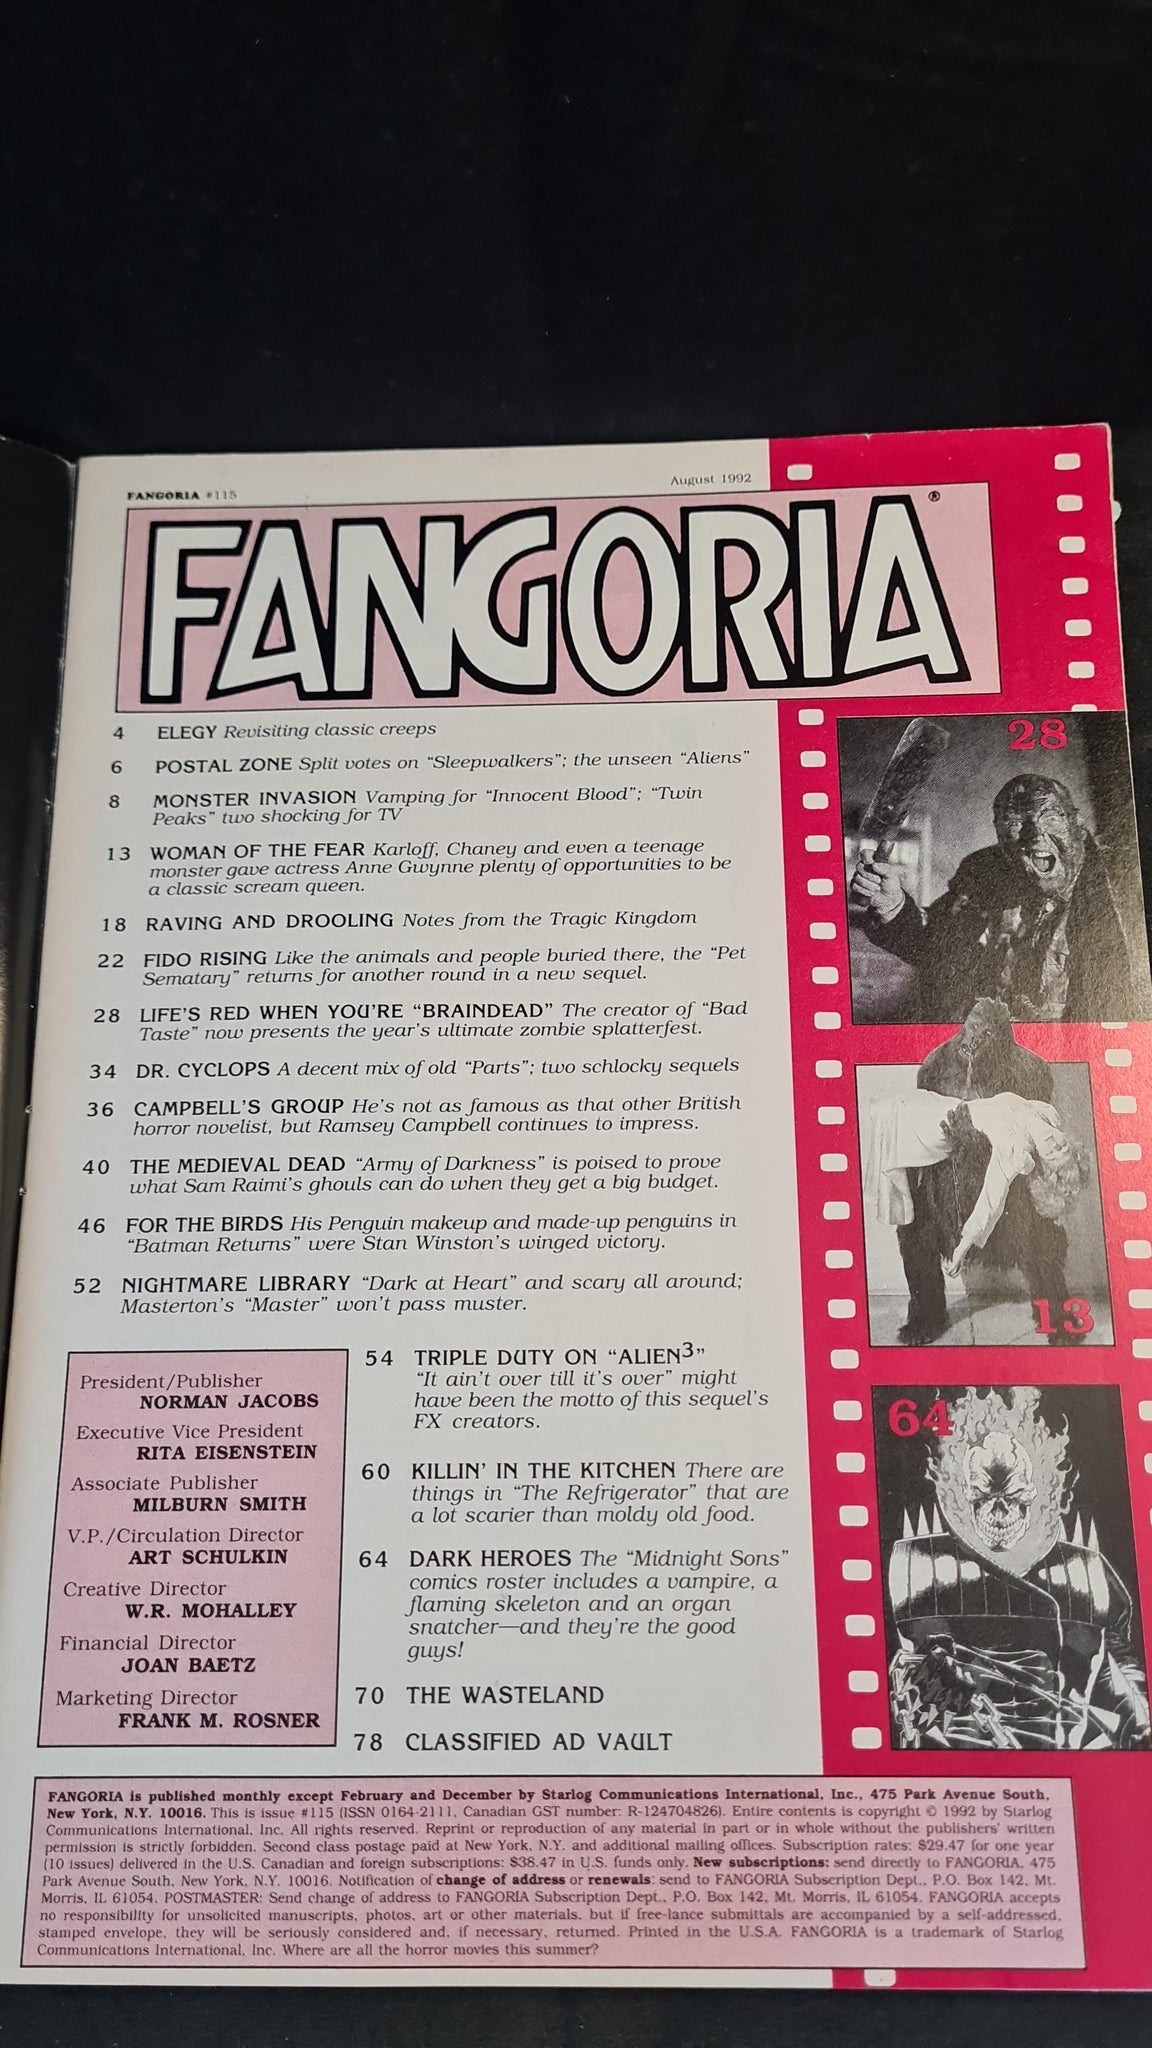 FANGORIA #115
August 1992
FANGORIA®
4 ELEGY Revisiting classic creeps
6 POSTAL ZONE Split votes on "Sleepwalkers"; the unseen "Aliens"
8 MONSTER INVASION Vamping for "Innocent Blood"; "Twin
Peaks" two shocking for TV
13 WOMAN OF THE FEAR Karloff, Chaney and even a teenage
monster gave actress Anne Gwynne plenty of opportunities to be
a classic scream queen.
18 RAVING AND DROOLING Notes from the Tragic Kingdom
22 FIDO RISING Like the animals and people buried there, the "Pet
Sematary" returns for another round in a new sequel.
28 LIFE'S RED WHEN YOU'RE "BRAINDEAD" The creator of "Bad
Taste" now presents the year's ultimate zombie splatterfest.
34 DR. CYCLOPS A decent mix of old "Parts"; two schlocky sequels
36 CAMPBELL'S GROUP He's not as famous as that other British
horror novelist, but Ramsey Campbell continues to impress.
40 THE MEDIEVAL DEAD "Army of Darkness" is poised to prove
what Sam Raimi's ghouls can do when they get a big budget.
46 FOR THE BIRDS His Penguin makeup and made-up penguins in
"Batman Returns" were Stan Winston's winged victory.
52 NIGHTMARE LIBRARY "Dark at Heart" and scary all around;
Masterton's "Master" won't pass muster.
54 TRIPLE DUTY ON "ALIEN³"
"It ain't over till it's over" might
have been the motto of this sequel's
FX creators.
60 KILLIN' IN THE KITCHEN There are
things in "The Refrigerator" that are
a lot scarier than moldy old food.
64 DARK HEROES The "Midnight Sons"
comics roster includes a vampire, a
flaming skeleton and an organ
snatcher—and they're the good
guys!
70 THE WASTELAND
78 CLASSIFIED AD VAULT
President/Publisher
NORMAN JACOBS
Executive Vice President
RITA EISENSTEIN
Associate Publisher
MILBURN SMITH
V.P./Circulation Director
ART SCHULKIN
Creative Director
W.R. MOHALLEY
Financial Director
JOAN BAETZ
Marketing Director
FRANK M. ROSNER
28
13
64
FANGORIA is published monthly except February and December by Starlog Communications International, Inc., 475 Park Avenue South,
New York, N.Y. 10016. This is issue #115 (ISSN 0164-2111, Canadian GST number: R-124704826). Entire contents is copyright © 1992 by Starlog
Communications International, Inc. All rights reserved. Reprint or reproduction of any material in part or in whole without the publishers' written
permission is strictly forbidden. Second class postage paid at New York, N.Y. and additional mailing offices. Subscription rates: $29.47 for one year
(10 issues) delivered in the U.S. Canadian and foreign subscriptions: $38.47 in U.S. funds only. New subscriptions: send directly to FANGORIA, 475
Park Avenue South, New York, N.Y. 10016. Notification of change of address or renewals: send to FANGORIA Subscription Dept., P.O. Box 142, Mt.
Morris, IL 61054. POSTMASTER: Send change of address to FANGORIA Subscription Dept., P.O. Box 142, Mt. Morris, IL 61054. FANGORIA accepts
no responsibility for unsolicited manuscripts, photos, art or other materials, but if free-lance submittals are accompanied by a self-addressed,
stamped envelope, they will be seriously considered and, if necessary, returned. Printed in the U.S.A. FANGORIA is a trademark of Starlog
Communications International, Inc. Where are all the horror movies this summer?